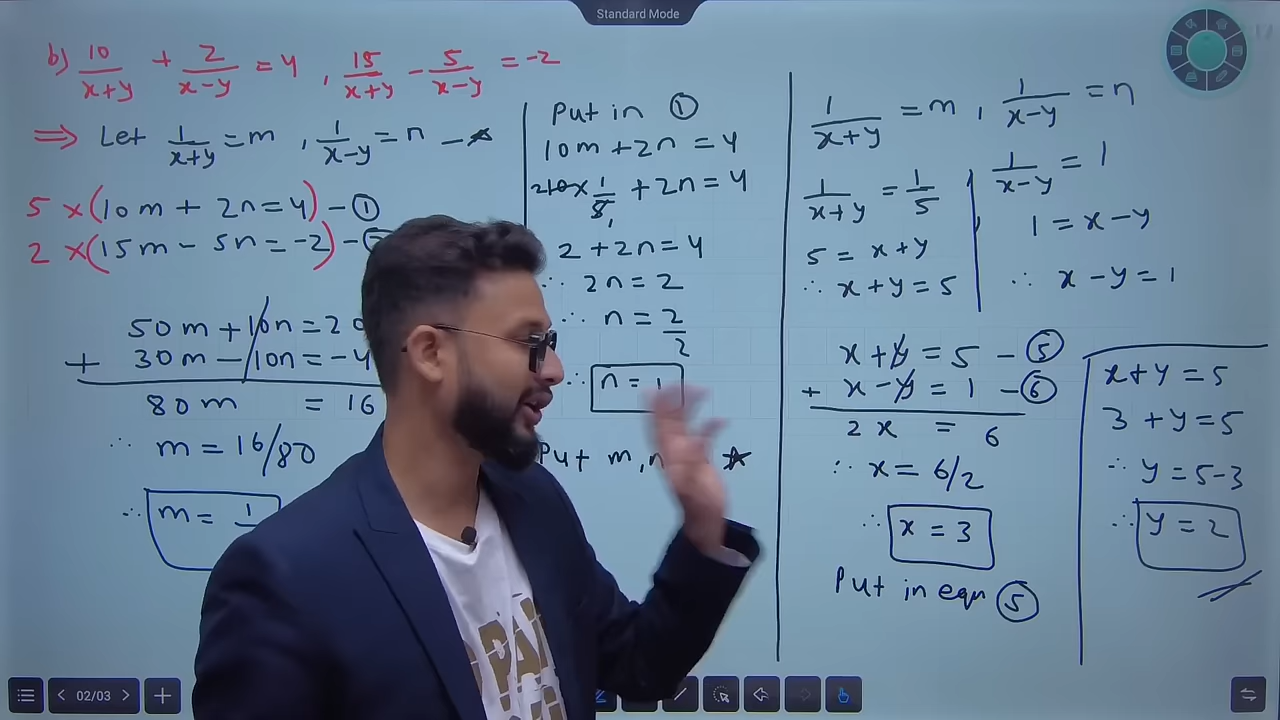 Standard Mode
b) 10/x+y + 2/x-y = 4 , 15/x+y - 5/x-y = -2
⇒ Let 1/x+y = m , 1/x-y = n — ★
5 × (10m + 2n = 4) - ①
2 × (15m - 5n = -2) -
50m + 10n = 20
+ 30m - 10n = -4
80m = 16
∴ m = 16/80
∴ m = 1
Put in ①
10m + 2n = 4
2 10 × 1/5 1 + 2n = 4
2 + 2n = 4
∴ 2n = 2
∴ n = 2/2
∴ n = 1
Put m, n ★
1/x+y = m , 1/x-y = n
1/x+y = 1/5
5 = x + y
∴ x + y = 5
1/x-y = 1
1 = x - y
∴ x - y = 1
x + y = 5 - ⑤
+ x - y = 1 - ⑥
2x = 6
∴ x = 6/2
∴ x = 3
Put in eqn ⑤
x + y = 5
3 + y = 5
∴ y = 5-3
∴ y = 2
02/03
PA